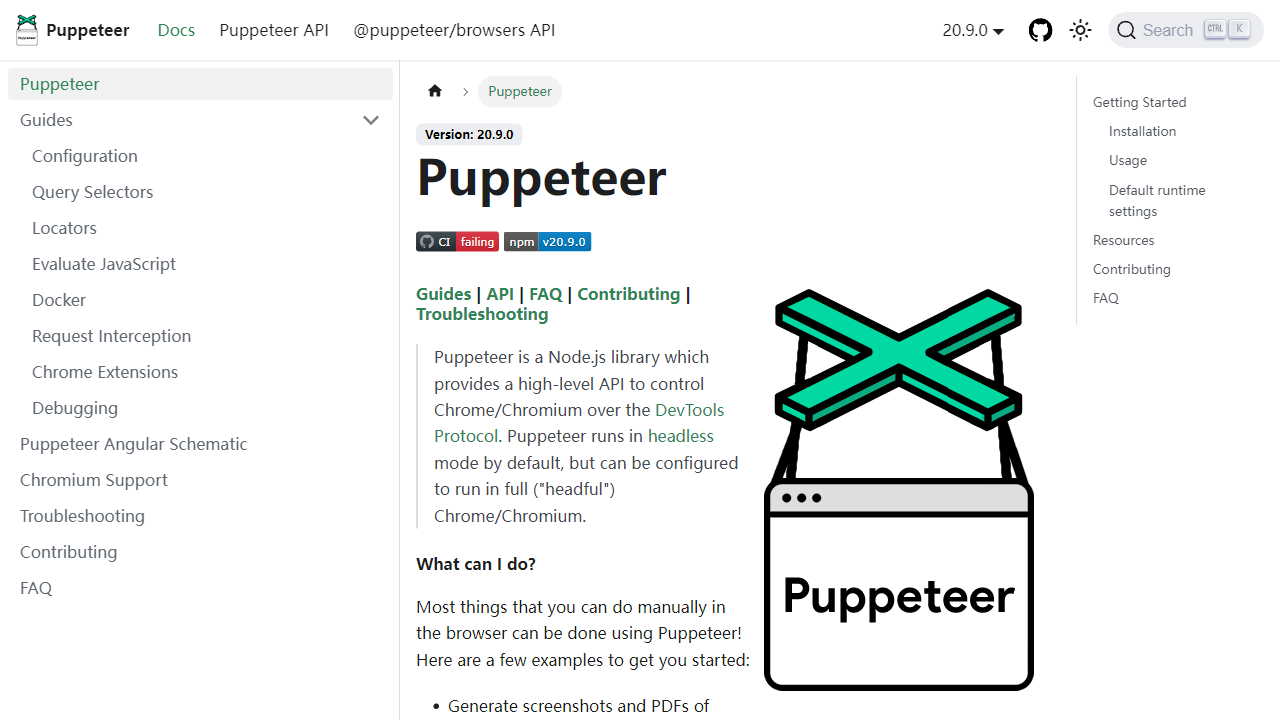 Puppeteer
Docs
Puppeteer API
@puppeteer/browsers API
20.9.0
Search
CTRL
K
Puppeteer
Guides
Configuration
Query Selectors
Locators
Evaluate JavaScript
Docker
Request Interception
Chrome Extensions
Debugging
Puppeteer Angular Schematic
Chromium Support
Troubleshooting
Contributing
FAQ
Puppeteer
Version: 20.9.0
Puppeteer
CI failing
npm v20.9.0
Guides | API | FAQ | Contributing |
Troubleshooting
Puppeteer is a Node.js library which
provides a high-level API to control
Chrome/Chromium over the DevTools
Protocol. Puppeteer runs in headless
mode by default, but can be configured
to run in full ("headful")
Chrome/Chromium.
What can I do?
Most things that you can do manually in
the browser can be done using Puppeteer!
Here are a few examples to get you started:
• Generate screenshots and PDFs of
Puppeteer
Getting Started
Installation
Usage
Default runtime
settings
Resources
Contributing
FAQ